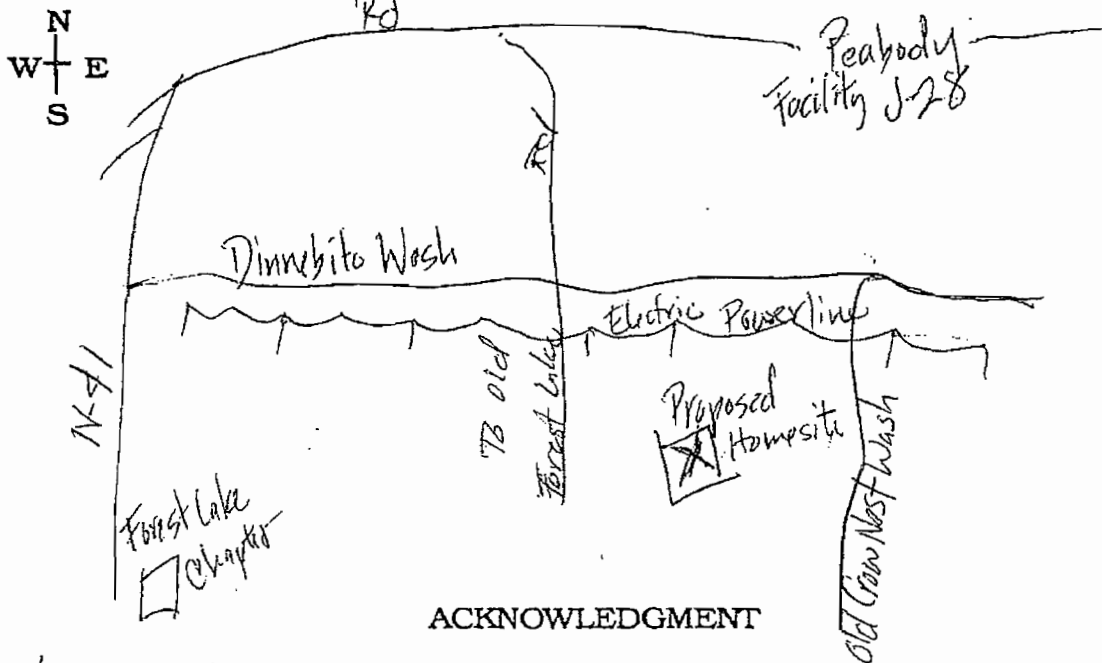 N
W E
S
Rd
Peabody
Facility J-28
Dinnebito Wash
Electric Powerline
N-41
To Old
Forest Lake
Proposed
Homesite
Old Crow Nest Wash
Forest Lake
Chapter
ACKNOWLEDGMENT